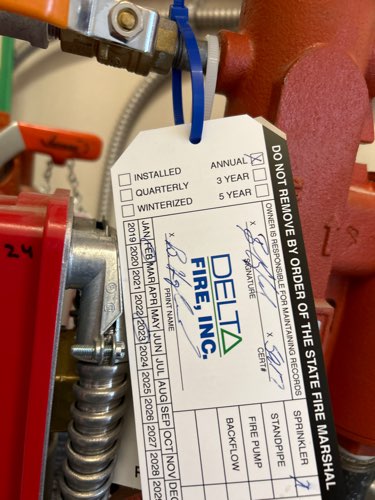 INSTALLED ANNUAL X
QUARTERLY 3 YEAR
WINTERIZED 5 YEAR
DO NOT REMOVE BY ORDER OF THE STATE FIRE MARSHAL
OWNER IS RESPONSIBLE FOR MAINTAINING RECORDS
X X
SIGNATURE CERT#
DELTA
FIRE, INC.
X
PRINT NAME
JAN FEB MAR APR MAY JUN JUL AUG SEP OCT NOV DEC
2019 2020 2021 2022 2023 2024 2025 2026 2027 2028
SPRINKLER
STANDPIPE
FIRE PUMP
BACKFLOW
24